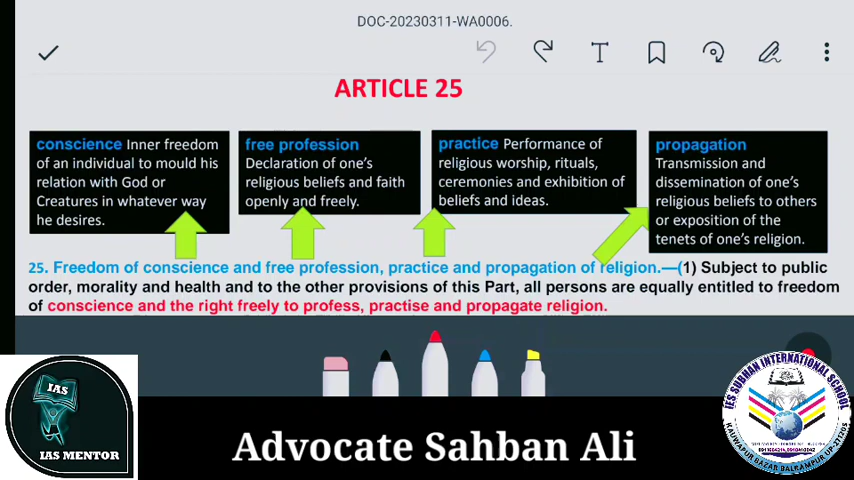 DOC-20230311-WA0006.
ARTICLE 25
conscience Inner freedom
of an individual to mould his
relation with God or
Creatures in whatever way
he desires.
free profession
Declaration of one's
religious beliefs and faith
openly and freely.
practice Performance of
religious worship, rituals,
ceremonies and exhibition of
beliefs and ideas.
propagation
Transmission and
dissemination of one's
religious beliefs to others
or exposition of the
tenets of one's religion.
25. Freedom of conscience and free profession, practice and propagation of religion.—(1) Subject to public
order, morality and health and to the other provisions of this Part, all persons are equally entitled to freedom
of conscience and the right freely to profess, practise and propagate religion.
IAS
IAS MENTOR
Advocate Sahban Ali
IES SUBHAN INTERNATIONAL SCHOOL
KAUWAPUR BAZAR BALRAMPUR UP-271205